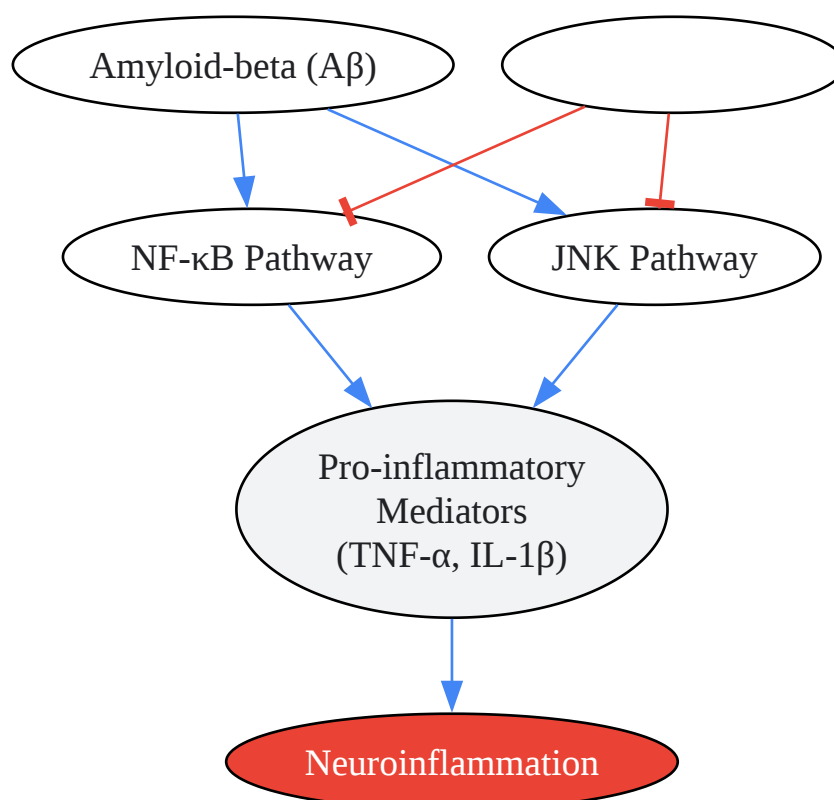 Amyloid-beta (Aβ)
NF-κB Pathway
JNK Pathway
Pro-inflammatory
Mediators
(TNF-α, IL-1β)
Neuroinflammation